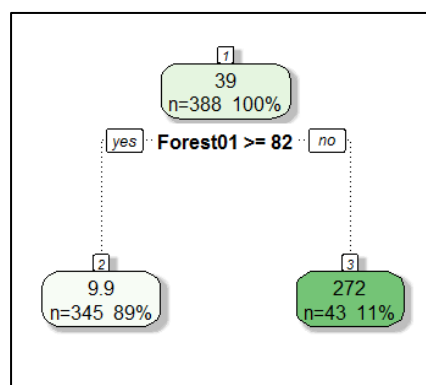 1
39
n=388 100%
yes Forest01 >= 82 no
2
9.9
n=345 89%
3
272
n=43 11%